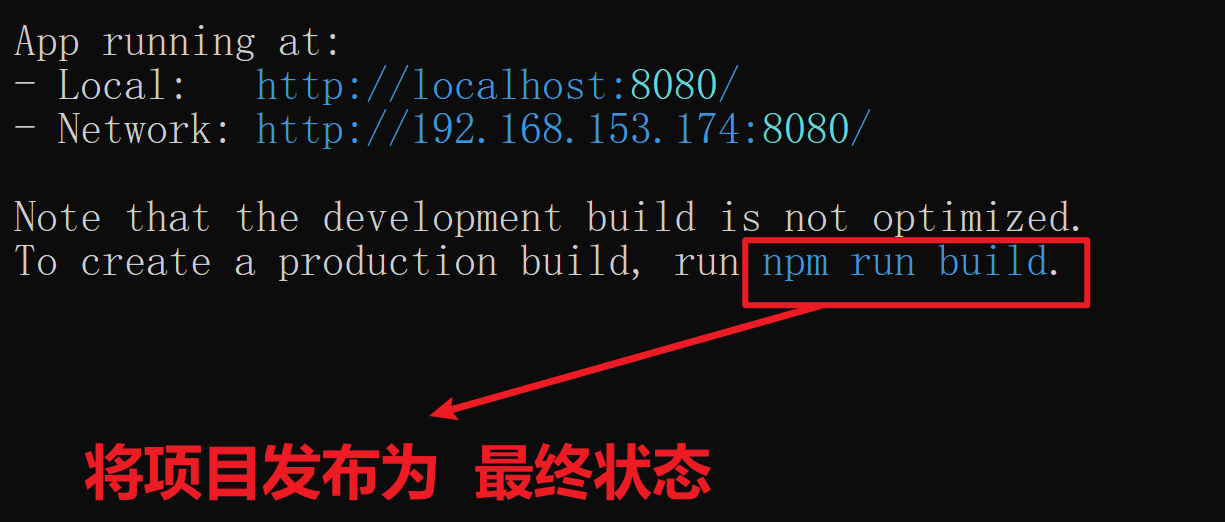 App running at:
- Local:   http://localhost:8080/
- Network: http://192.168.153.174:8080/
Note that the development build is not optimized.
To create a production build, run npm run build.
将项目发布为 最终状态